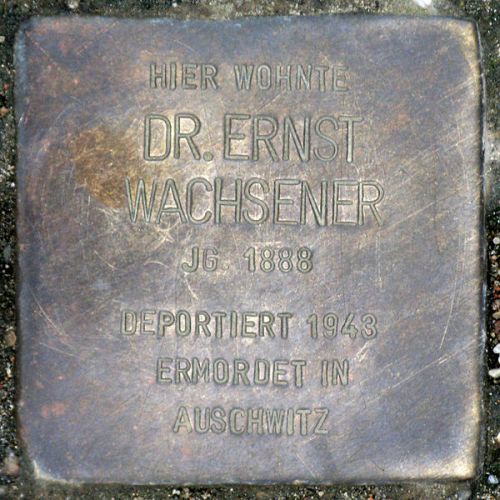 HIER WOHNTE
DR. ERNST
WACHSENER
JG. 1888
DEPORTIERT 1943
ERMORDET IN
AUSCHWITZ